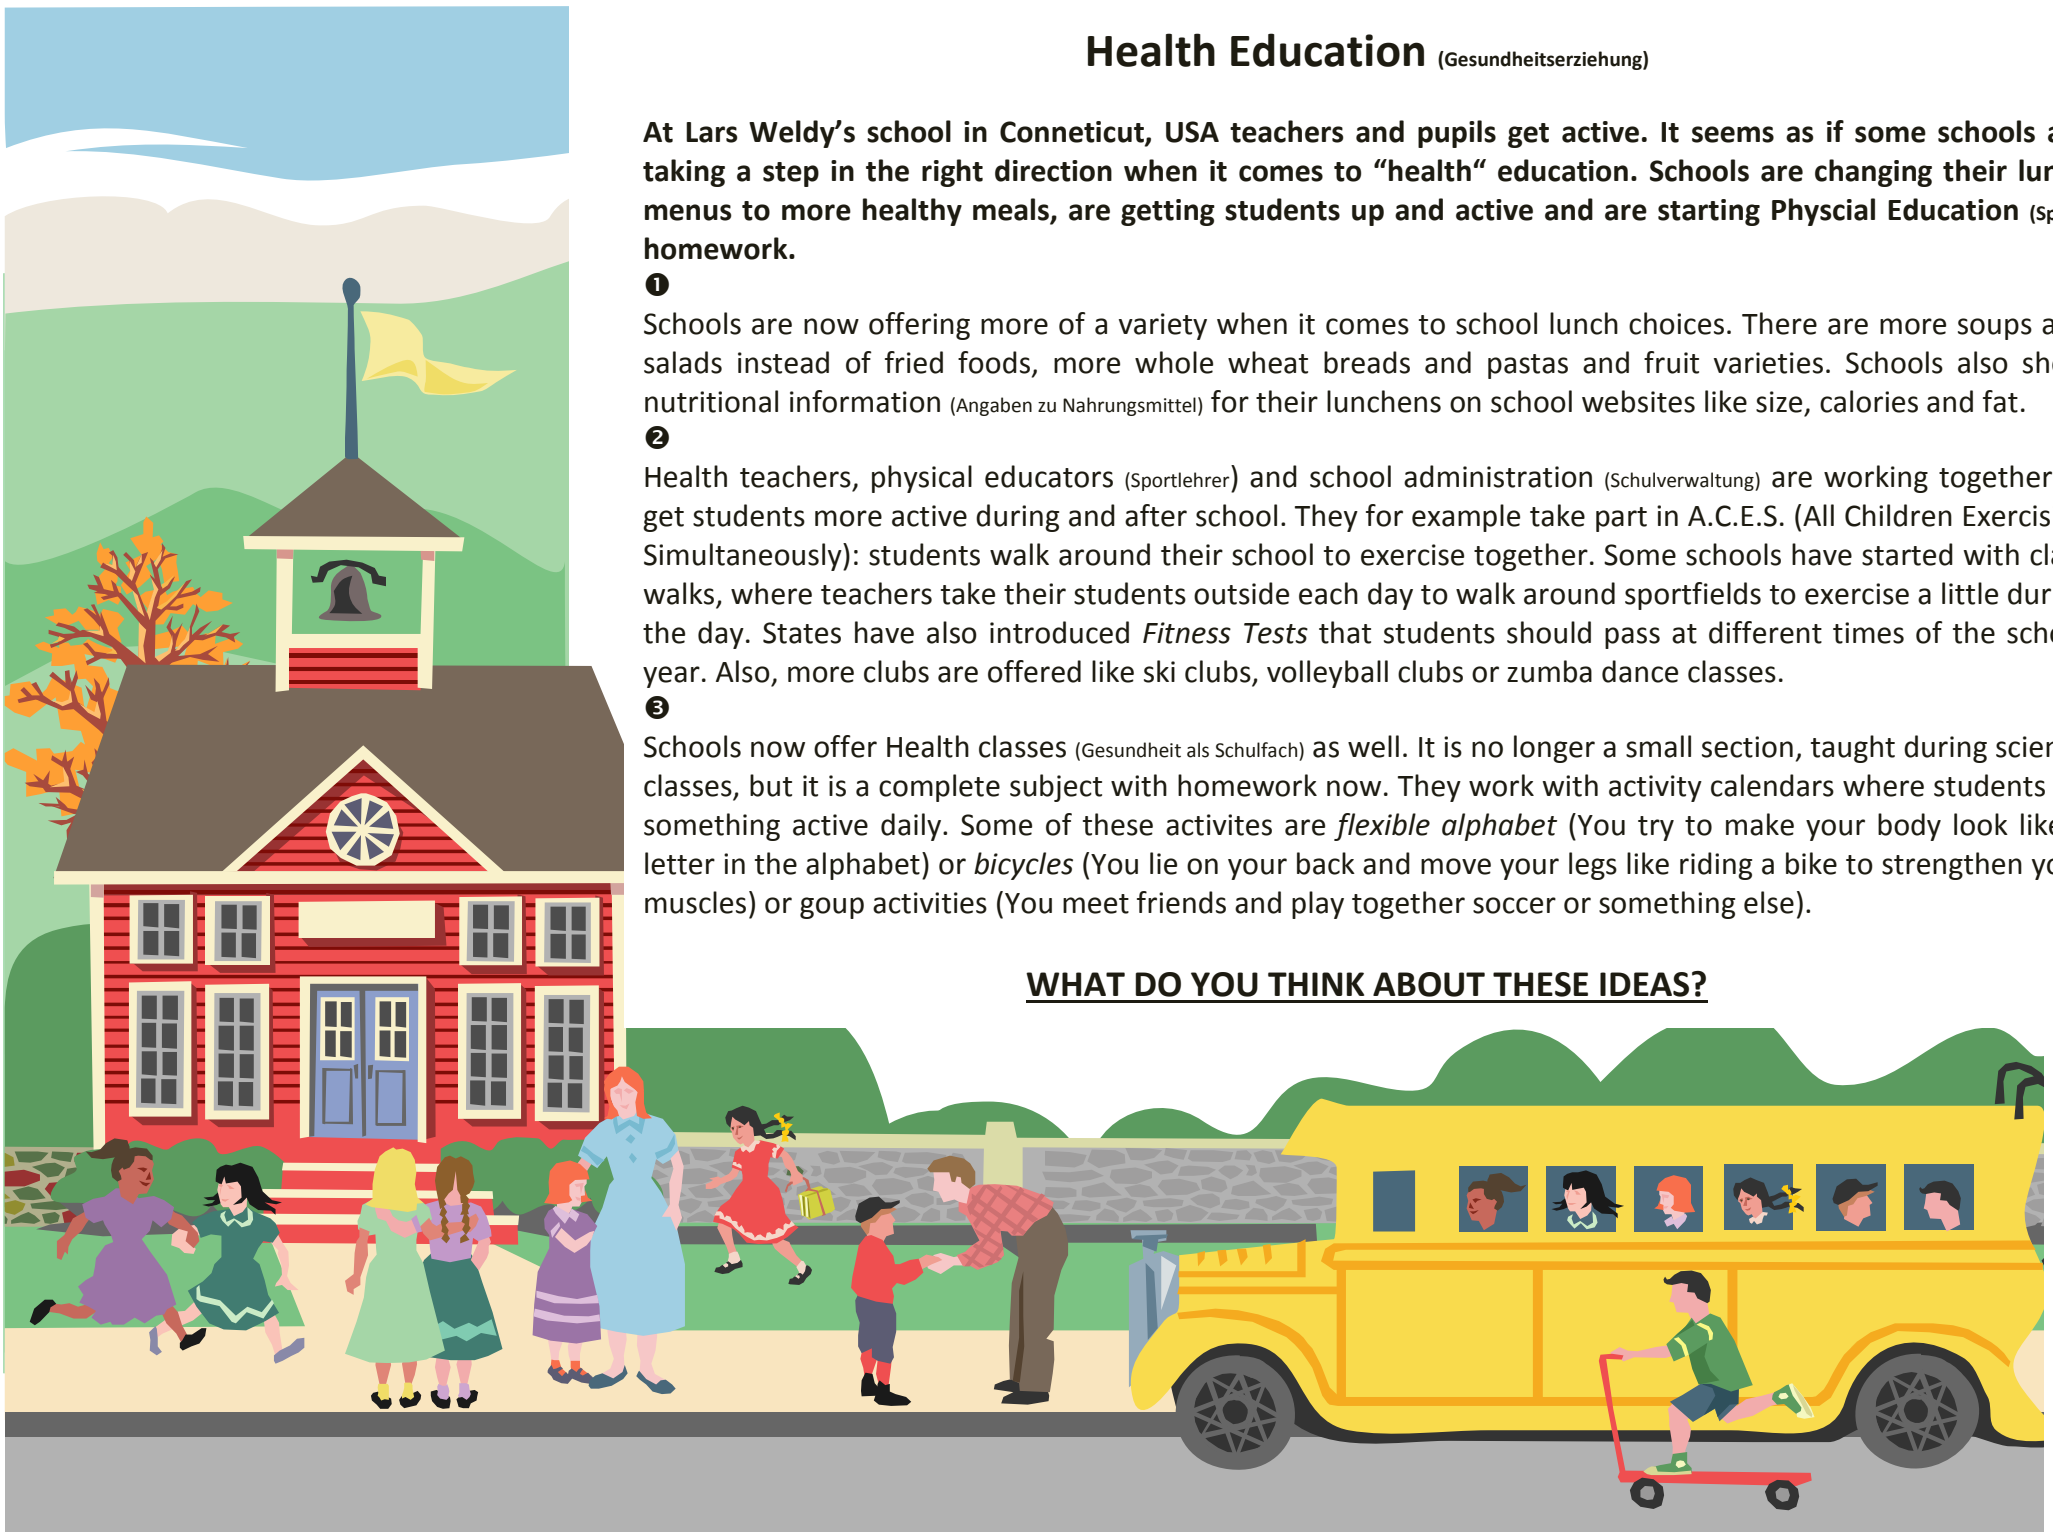 Health Education (Gesundheitserziehung)
At Lars Weldy’s school in Conneticut, USA teachers and pupils get active. It seems as if some schools a
taking a step in the right direction when it comes to “health“ education. Schools are changing their lun
menus to more healthy meals, are getting students up and active and are starting Physcial Education (Sp
homework.
❶
Schools are now offering more of a variety when it comes to school lunch choices. There are more soups a
salads instead of fried foods, more whole wheat breads and pastas and fruit varieties. Schools also sh
nutritional information (Angaben zu Nahrungsmittel) for their lunchens on school websites like size, calories and fat.
❷
Health teachers, physical educators (Sportlehrer) and school administration (Schulverwaltung) are working together
get students more active during and after school. They for example take part in A.C.E.S. (All Children Exercis
Simultaneously): students walk around their school to exercise together. Some schools have started with cla
walks, where teachers take their students outside each day to walk around sportfields to exercise a little dur
the day. States have also introduced Fitness Tests that students should pass at different times of the scho
year. Also, more clubs are offered like ski clubs, volleyball clubs or zumba dance classes.
❸
Schools now offer Health classes (Gesundheit als Schulfach) as well. It is no longer a small section, taught during scien
classes, but it is a complete subject with homework now. They work with activity calendars where students
something active daily. Some of these activites are flexible alphabet (You try to make your body look like
letter in the alphabet) or bicycles (You lie on your back and move your legs like riding a bike to strengthen yo
muscles) or goup activities (You meet friends and play together soccer or something else).
WHAT DO YOU THINK ABOUT THESE IDEAS?